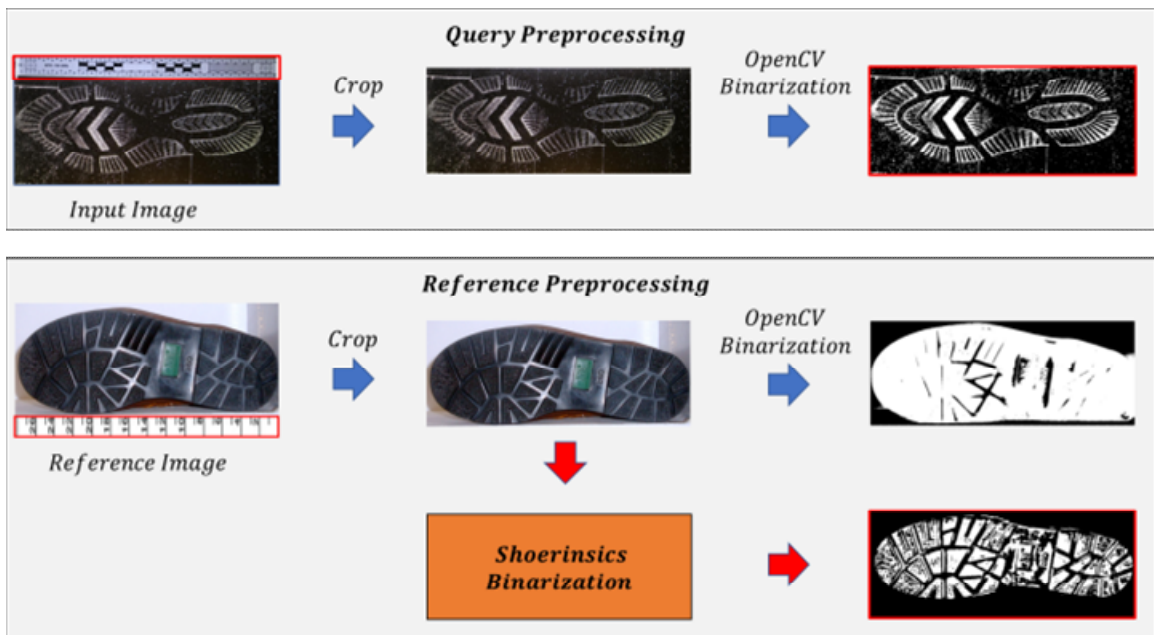 Query Preprocessing
Crop
OpenCV
Binarization
Input Image
Reference Preprocessing
Crop
OpenCV
Binarization
Reference Image
Shoerinsics
Binarization